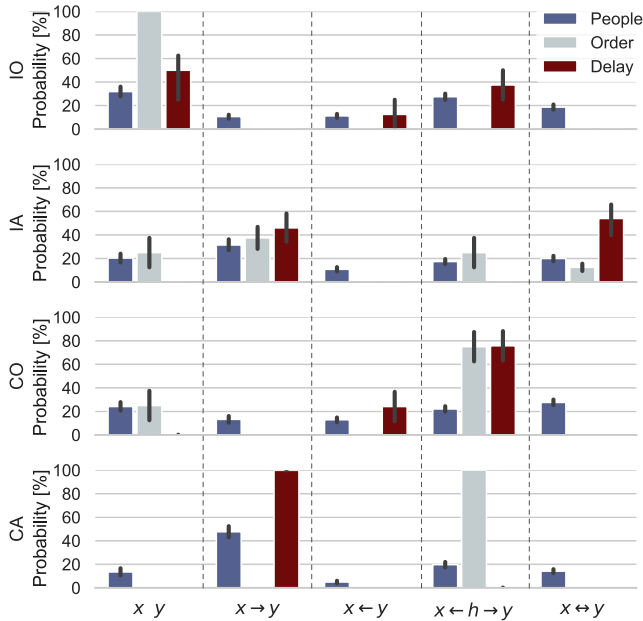 100
80
60
40
20
0
IO
Probability [%]
People
Order
Delay
100
80
60
40
20
0
IA
Probability [%]
100
80
60
40
20
0
CO
Probability [%]
100
80
60
40
20
0
CA
Probability [%]
x y
x → y
x ← y
x ← h → y
x ↔ y